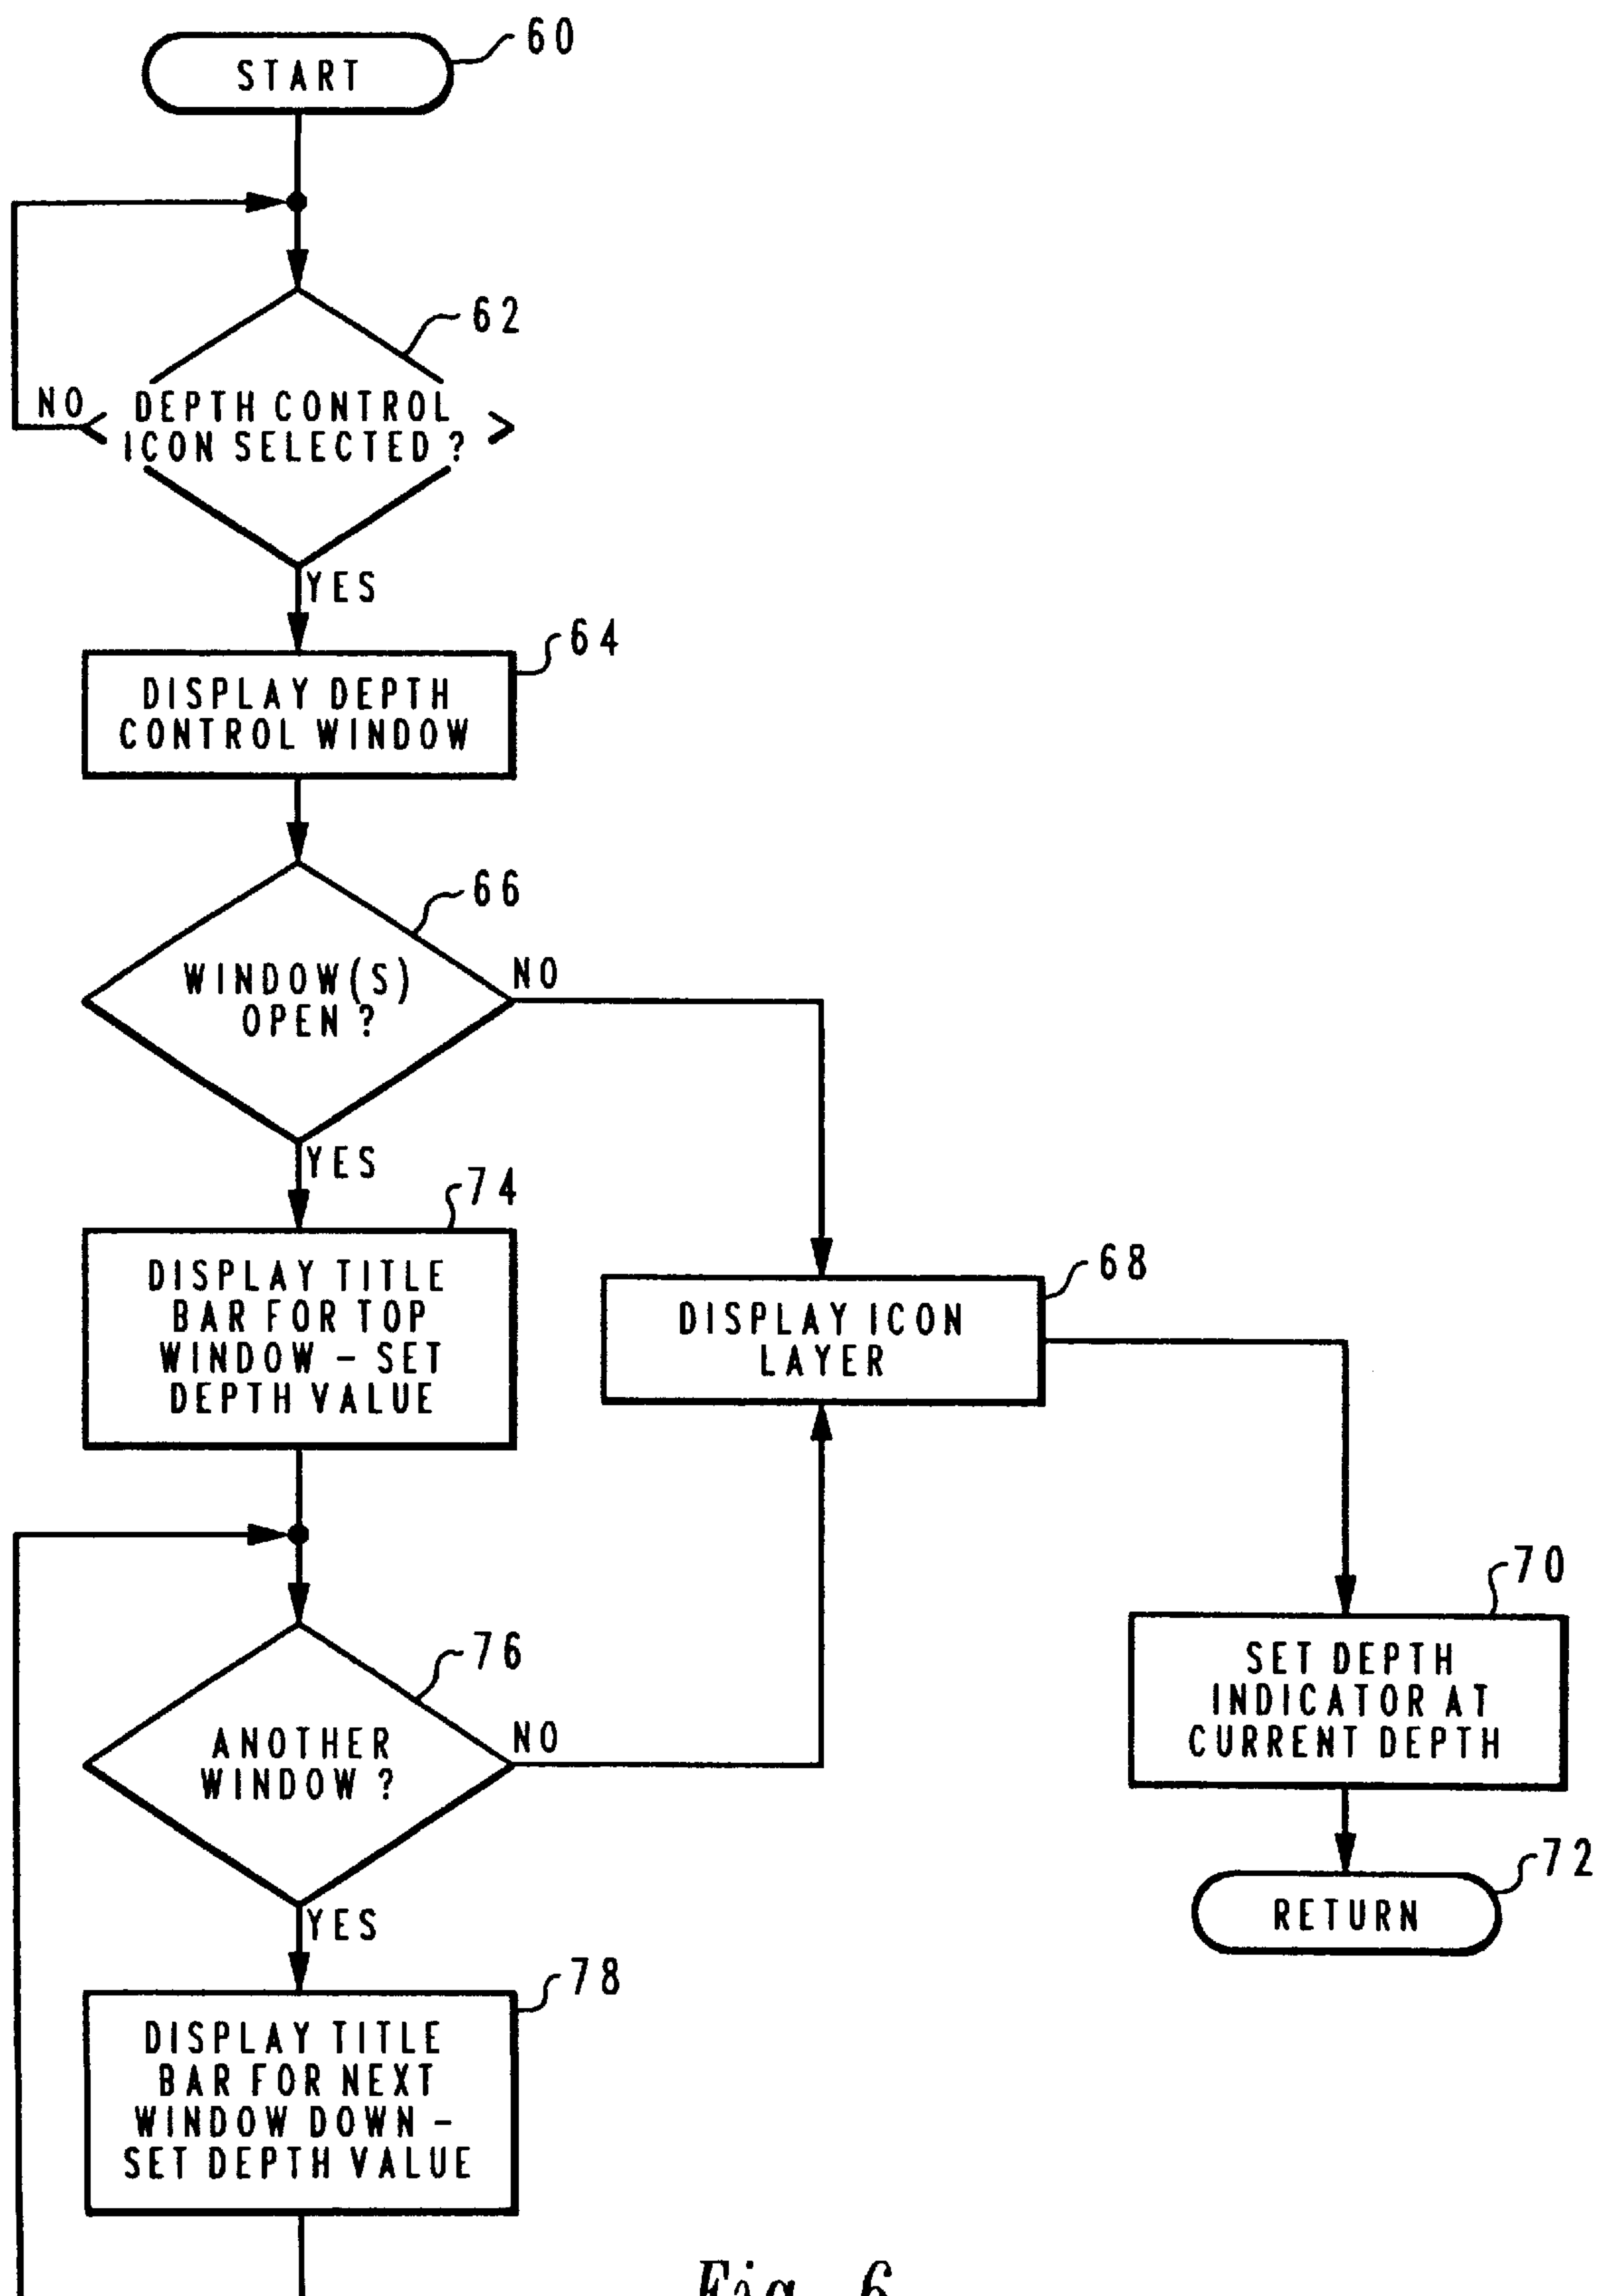 START
60
62
NO
DEPTH CONTROL
ICON SELECTED ?
YES
64
DISPLAY DEPTH
CONTROL WINDOW
66
WINDOW(S)
OPEN ?
NO
YES
74
DISPLAY TITLE
BAR FOR TOP
WINDOW – SET
DEPTH VALUE
68
DISPLAY ICON
LAYER
76
ANOTHER
WINDOW ?
NO
YES
70
SET DEPTH
INDICATOR AT
CURRENT DEPTH
72
RETURN
78
DISPLAY TITLE
BAR FOR NEXT
WINDOW DOWN –
SET DEPTH VALUE
Fig. 6